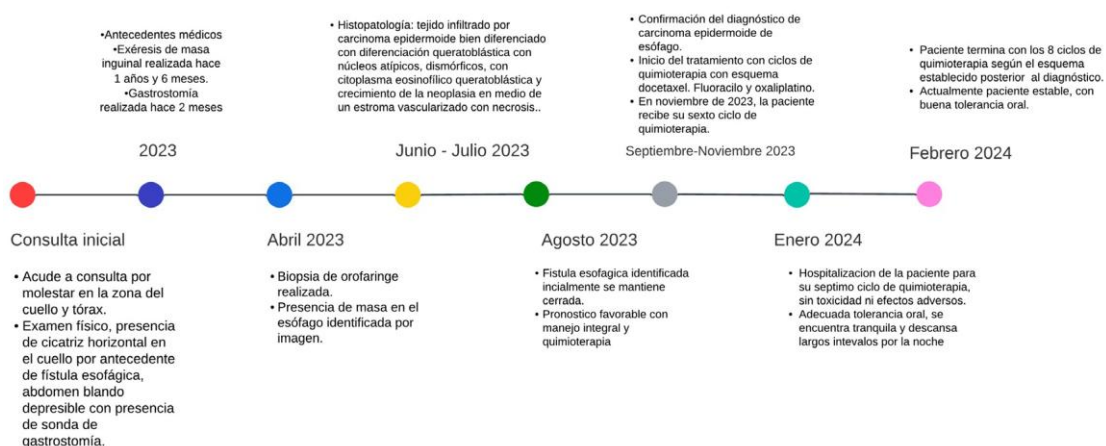 •Antecedentes médicos
•Exéresis de masa
inguinal realizada hace
1 años y 6 meses.
•Gastrostomía
realizada hace 2 meses
2023
• Histopatología: tejido infiltrado por
carcinoma epidermoide bien diferenciado
con diferenciación queratoblástica con
núcleos atípicos, dismórficos, con
citoplasma eosinofílico queratoblástica y
crecimiento de la neoplasia en medio de
un estroma vascularizado con necrosis..
Junio - Julio 2023
• Confirmación del diagnóstico de
carcinoma epidermoide de
esófago.
• Inicio del tratamiento con ciclos de
quimioterapia con esquema
docetaxel. Fluoracilo y oxaliplatino.
• En noviembre de 2023, la paciente
recibe su sexto ciclo de
quimioterapia.
Septiembre-Noviembre 2023
• Paciente termina con los 8 ciclos de
quimioterapia según el esquema
establecido posterior al diagnóstico.
• Actualmente paciente estable, con
buena tolerancia oral.
Febrero 2024
Consulta inicial
• Acude a consulta por
molestar en la zona del
cuello y tórax.
• Examen físico, presencia
de cicatriz horizontal en
el cuello por antecedente
de fístula esofágica,
abdomen blando
depresible con presencia
de sonda de
gastrostomía.
Abril 2023
• Biopsia de orofaringe
realizada.
• Presencia de masa en el
esófago identificada por
imagen.
Agosto 2023
• Fistula esofagica identificada
incialmente se mantiene
cerrada.
• Pronostico favorable con
manejo integral y
quimioterapia
Enero 2024
• Hospitalizacion de la paciente para
su septimo ciclo de quimioterapia,
sin toxicidad ni efectos adversos.
• Adecuada tolerancia oral, se
encuentra tranquila y descansa
largos intevalos por la noche